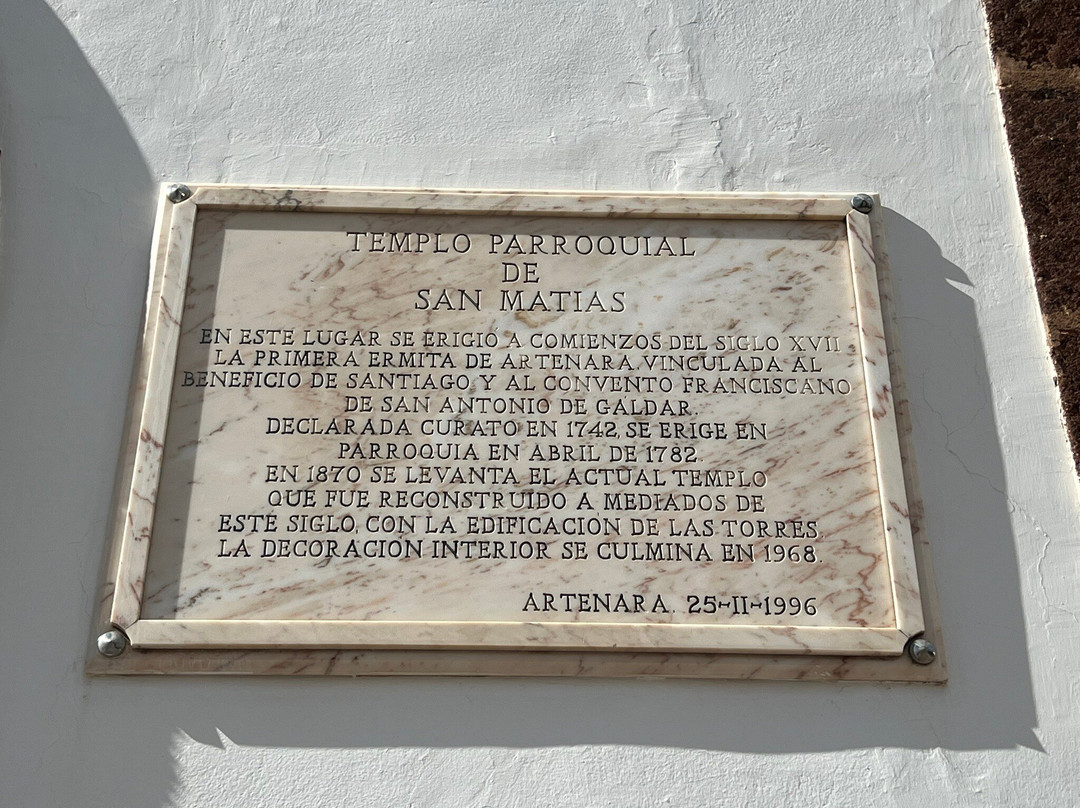 TEMPLO PARROQUIAL
DE
SAN MATIAS
EN ESTE LUGAR SE ERIGIÓ A COMIENZOS DEL SIGLO XVII
LA PRIMERA ERMITA DE ARTENARA, VINCULADA AL
BENEFICIO DE SANTIAGO Y AL CONVENTO FRANCISCANO
DE SAN ANTONIO DE GALDAR.
DECLARADA CURATO EN 1742, SE ERIGE EN
PARROQUIA EN ABRIL DE 1782.
EN 1870 SE LEVANTA EL ACTUAL TEMPLO
QUE FUE RECONSTRUIDO A MEDIADOS DE
ESTE SIGLO, CON LA EDIFICACION DE LAS TORRES.
LA DECORACION INTERIOR SE CULMINA EN 1968.
ARTENARA. 25-II-1996